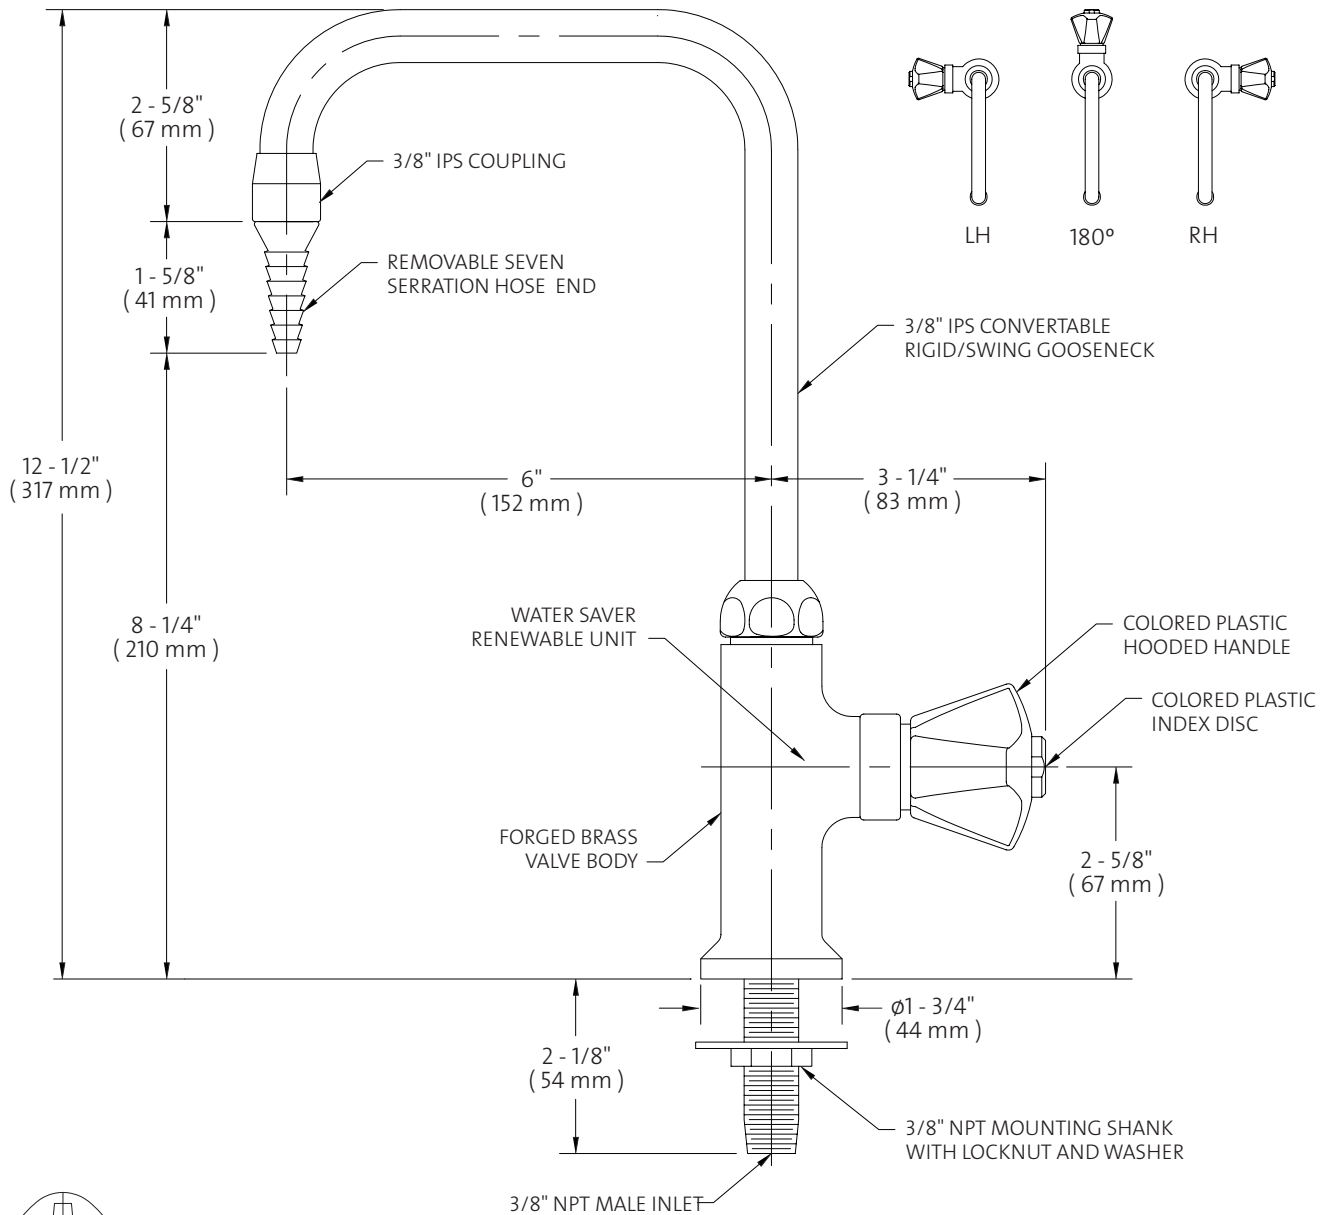 2 - 5/8"
( 67 mm )
3/8" IPS COUPLING
LH
180º
RH
1 - 5/8"
( 41 mm )
REMOVABLE SEVEN
SERRATION HOSE  END
3/8" IPS CONVERTABLE
RIGID/SWING GOOSENECK
12 - 1/2"
( 317 mm )
6"
( 152 mm )
3 - 1/4"
( 83 mm )
8 - 1/4"
( 210 mm )
WATER SAVER
RENEWABLE UNIT
COLORED PLASTIC
HOODED HANDLE
COLORED PLASTIC
INDEX DISC
FORGED BRASS
VALVE BODY
2 - 5/8"
( 67 mm )
ø1 - 3/4"
( 44 mm )
2 - 1/8"
( 54 mm )
3/8" NPT MOUNTING SHANK
WITH LOCKNUT AND WASHER
3/8" NPT MALE INLET